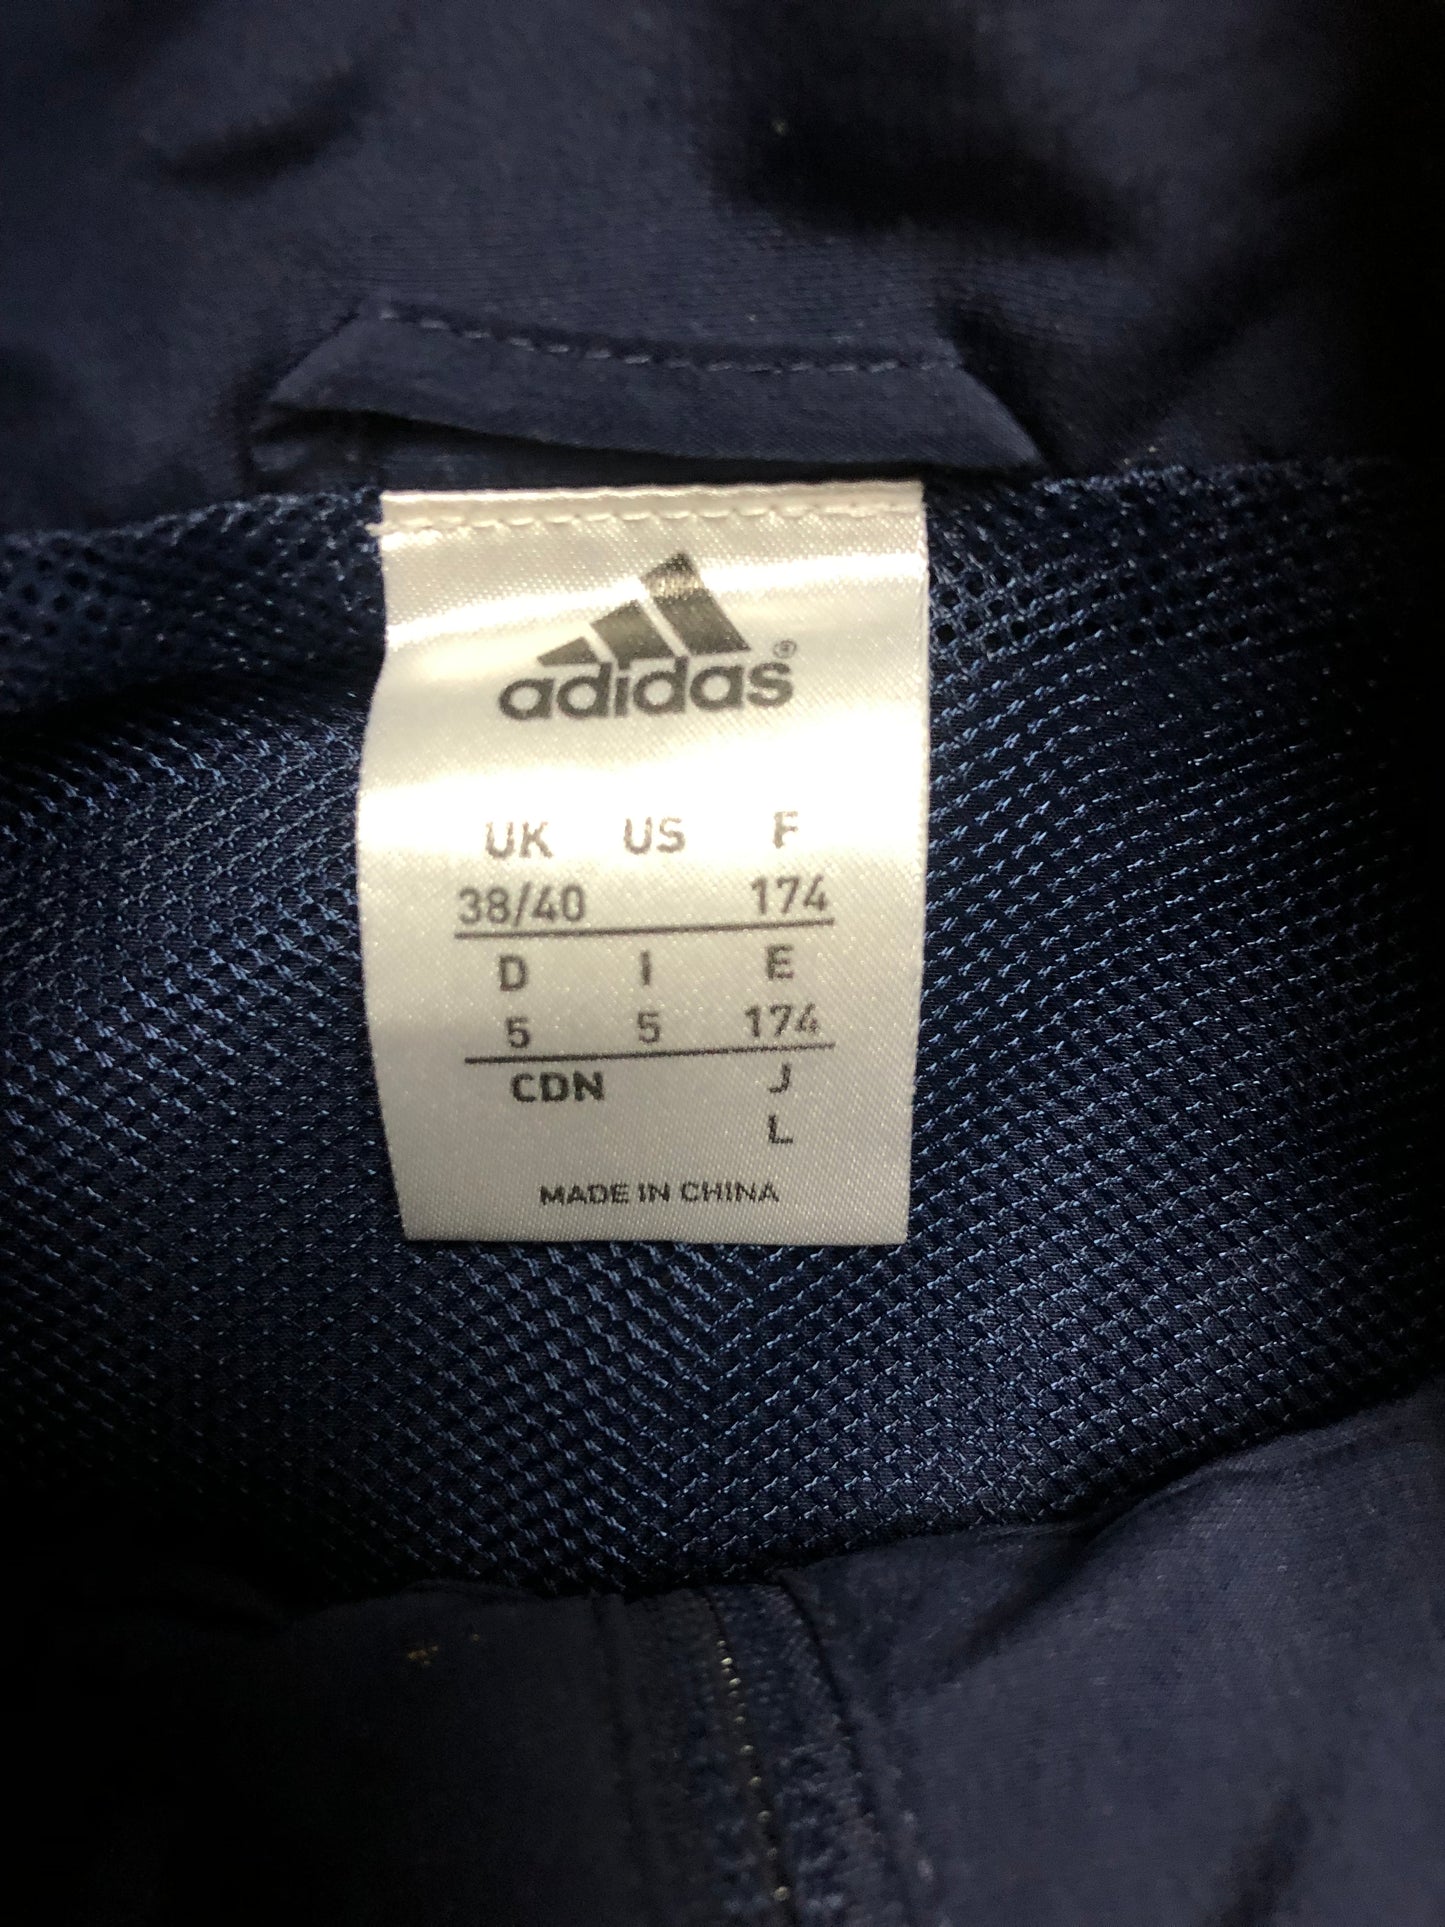 adidas®
UK US F
38/40 174
D I E
5 5 174
CDN J
L
MADE IN CHINA